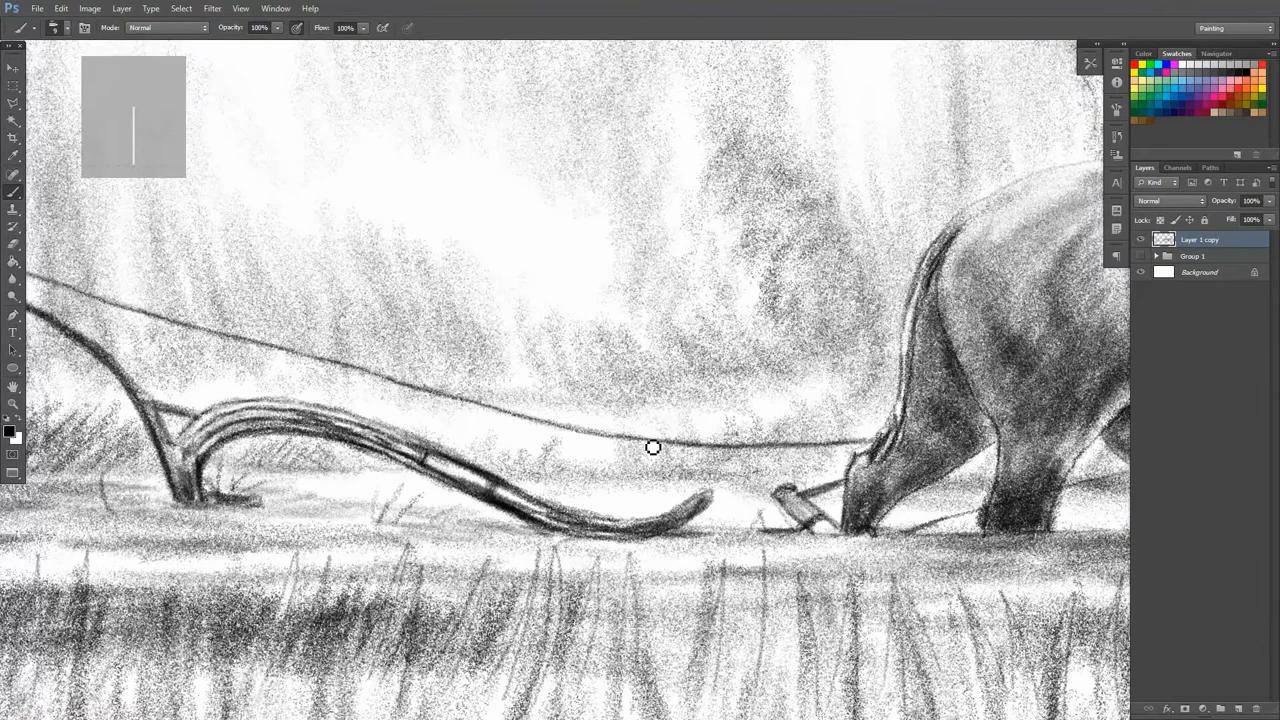 Ps File Edit Image Layer Type Select Filter View Window Help
9 Mode: Normal Opacity: 100% Flow: 100% Painting
Color Swatches Navigator
Layers Channels Paths
Kind
Normal Opacity: 100%
Lock: Fill: 100%
Layer 1 copy
Group 1
Background